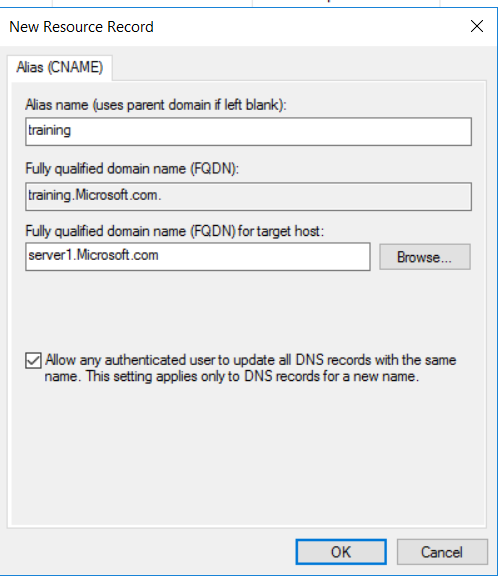 New Resource Record
Alias (CNAME)
Alias name (uses parent domain if left blank):
training
Fully qualified domain name (FQDN):
training.Microsoft.com.
Fully qualified domain name (FQDN) for target host:
server1.Microsoft.com
Browse...
Allow any authenticated user to update all DNS records with the same
name. This setting applies only to DNS records for a new name.
OK
Cancel